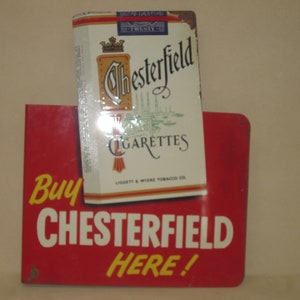 TWENTY
Chesterfield
CIGARETTES
LIGGETT & MYERS TOBACCO CO.
Buy
CHESTERFIELD
HERE!